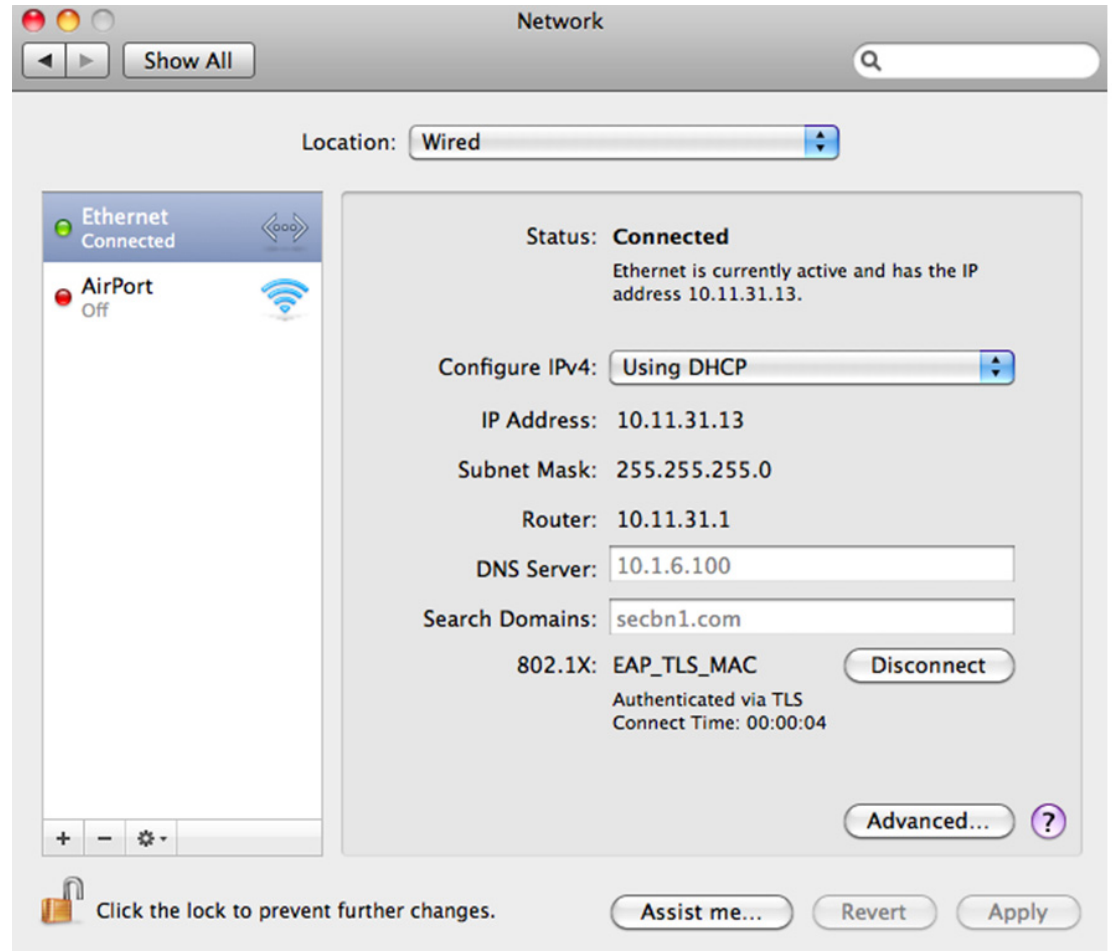 Network
Show All
Location: Wired
Ethernet
Connected
AirPort
Off
Status: Connected
Ethernet is currently active and has the IP
address 10.11.31.13.
Configure IPv4: Using DHCP
IP Address: 10.11.31.13
Subnet Mask: 255.255.255.0
Router: 10.11.31.1
DNS Server: 10.1.6.100
Search Domains: secbn1.com
802.1X: EAP_TLS_MAC Disconnect
Authenticated via TLS
Connect Time: 00:00:04
Advanced... ?
+ −
Click the lock to prevent further changes.
Assist me... Revert Apply